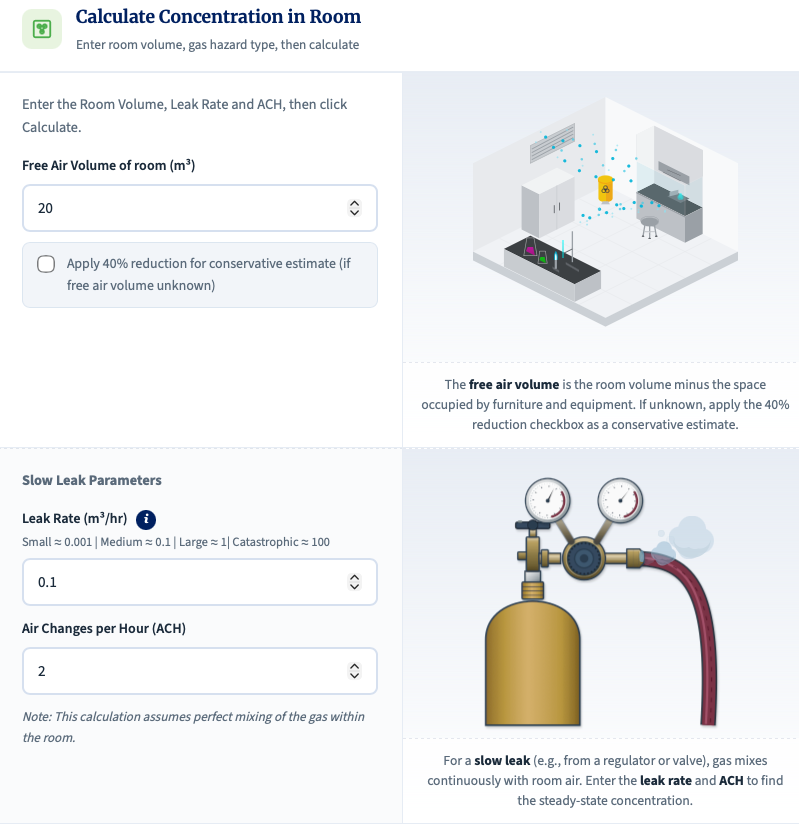 Calculate Concentration in Room
Enter room volume, gas hazard type, then calculate
Enter the Room Volume, Leak Rate and ACH, then click
Calculate.
Free Air Volume of room (m³)
20
Apply 40% reduction for conservative estimate (if
free air volume unknown)
The free air volume is the room volume minus the space
occupied by furniture and equipment. If unknown, apply the 40%
reduction checkbox as a conservative estimate.
Slow Leak Parameters
Leak Rate (m³/hr) i
Small ≈ 0.001 | Medium ≈ 0.1 | Large ≈ 1| Catastrophic ≈ 100
0.1
Air Changes per Hour (ACH)
2
Note: This calculation assumes perfect mixing of the gas within
the room.
For a slow leak (e.g., from a regulator or valve), gas mixes
continuously with room air. Enter the leak rate and ACH to find
the steady-state concentration.